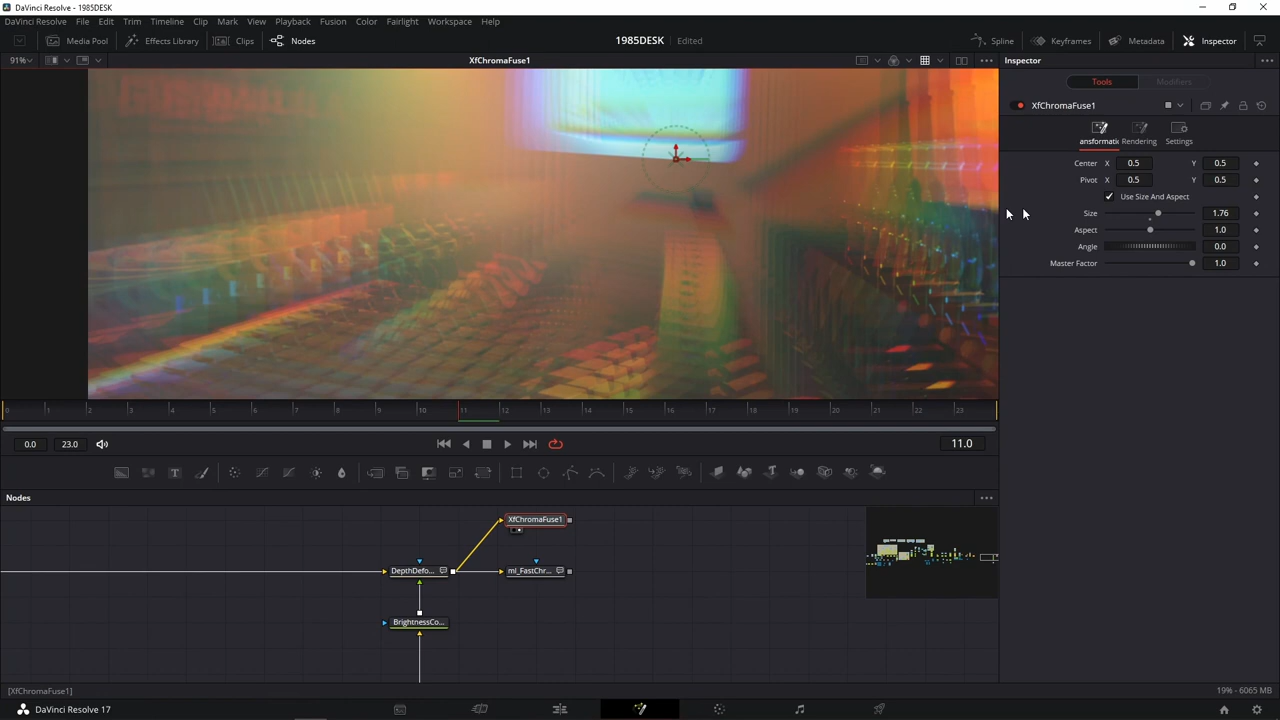 DaVinci Resolve - 1985DESK
DaVinci Resolve File Edit Trim Timeline Clip Mark View Playback Fusion Color Fairlight Workspace Help
Media Pool Effects Library Clips Nodes 1985DESK Edited Spline Keyframes Metadata Inspector
91% XfChromaFuse1 Inspector
Tools Modifiers
XfChromaFuse1
ansformatic Rendering Settings
Center X 0.5 Y 0.5
Pivot X 0.5 Y 0.5
Use Size And Aspect
Size 1.76
Aspect 1.0
Angle 0.0
Master Factor 1.0
0 1 2 3 4 5 6 7 8 9 10 11 12 13 14 15 16 17 18 19 20 21 22 23
0.0 23.0 11.0
Nodes
XfChromaFuse1
DepthDefo... ml_FastChr...
BrightnessCo...
[XfChromaFuse1] 19% - 6065 MB
DaVinci Resolve 17